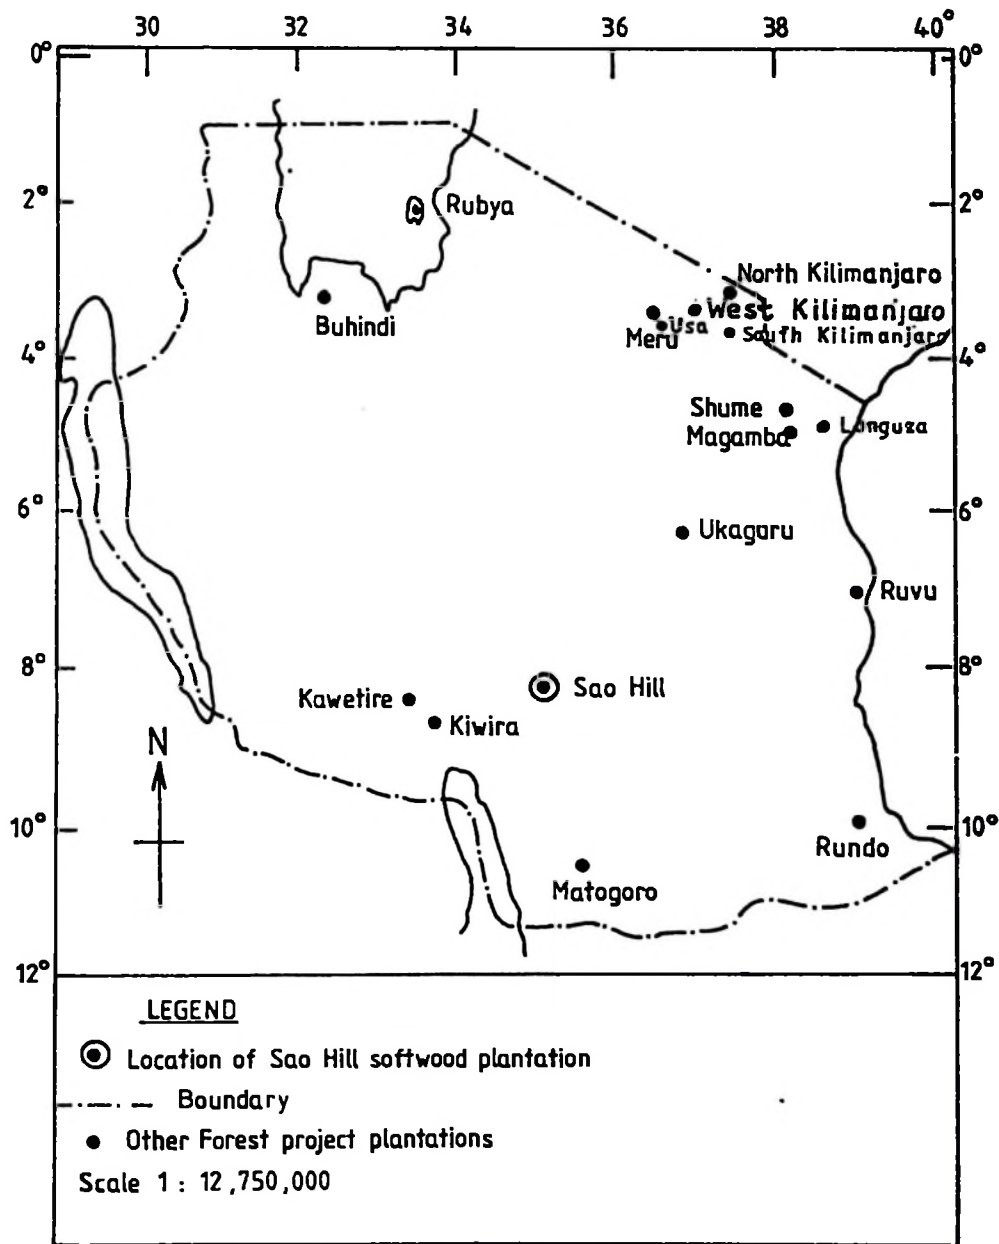 30 32 34 36 38 40°
0° 0°
2° Rubya 2°
North Kilimanjaro
West Kilimanjaro
Buhindi Meru Usa South Kilimanjaro
4° 4°
Shume
Magamba Longuza
6° Ukaguru 6°
Ruvu
8° Sao Hill 8°
Kawetire
Kiwira
N
10° 10°
Rundo
Matogoro
12° 12°
LEGEND
Location of Sao Hill softwood plantation
Boundary
Other Forest project plantations
Scale 1 : 12,750,000